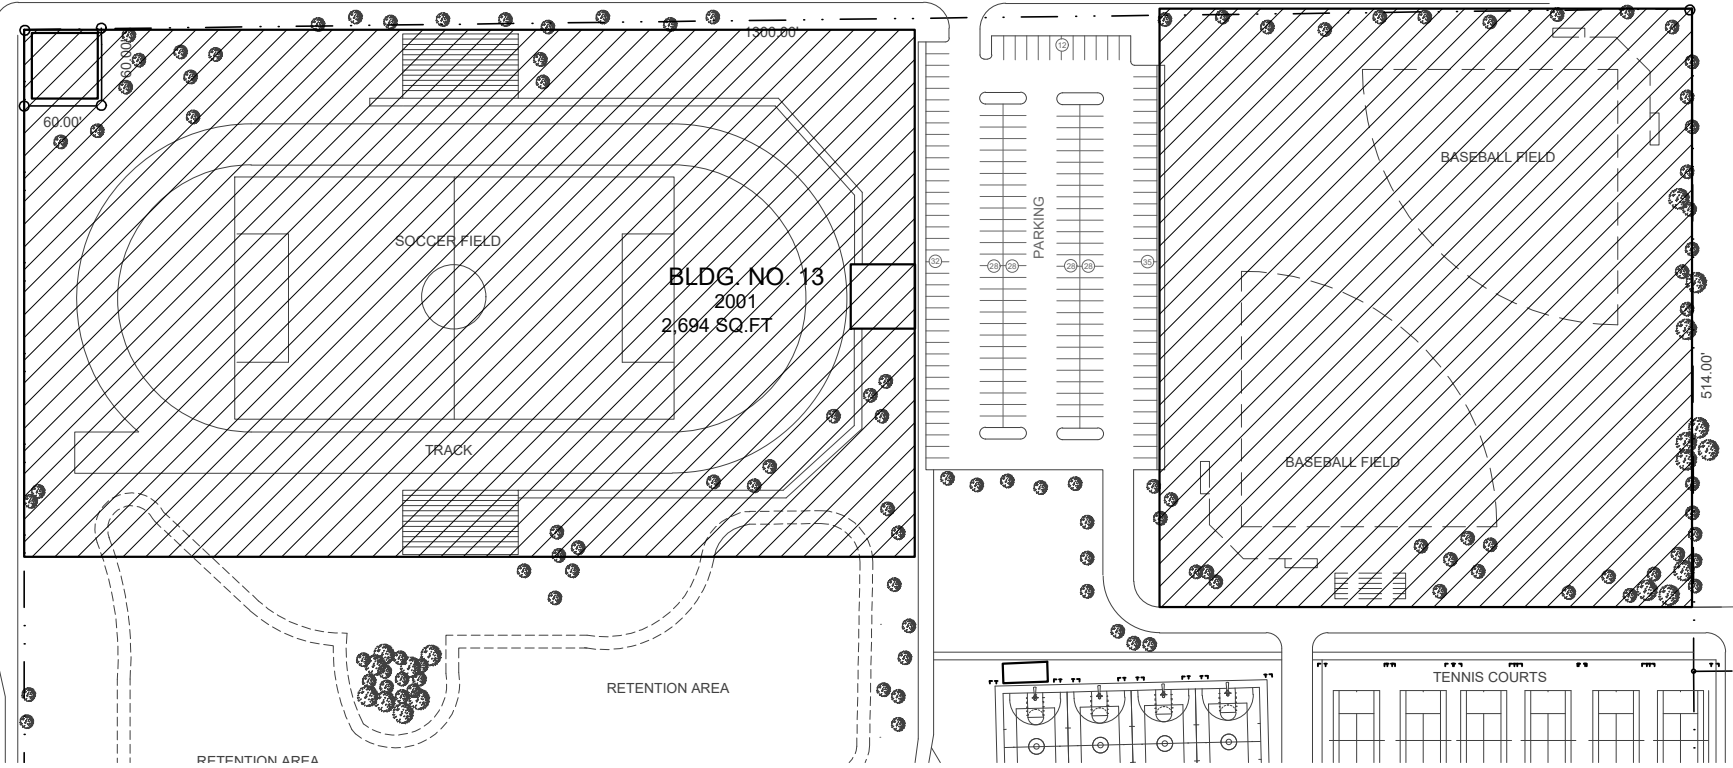 1300.00'
60.00'
60.00'
12
BASEBALL FIELD
PARKING
SOCCER FIELD
32
28
28
28
28
35
BLDG. NO. 13
2001
2,694 SQ.FT
514.00'
TRACK
BASEBALL FIELD
RETENTION AREA
TENNIS COURTS
RETENTION AREA